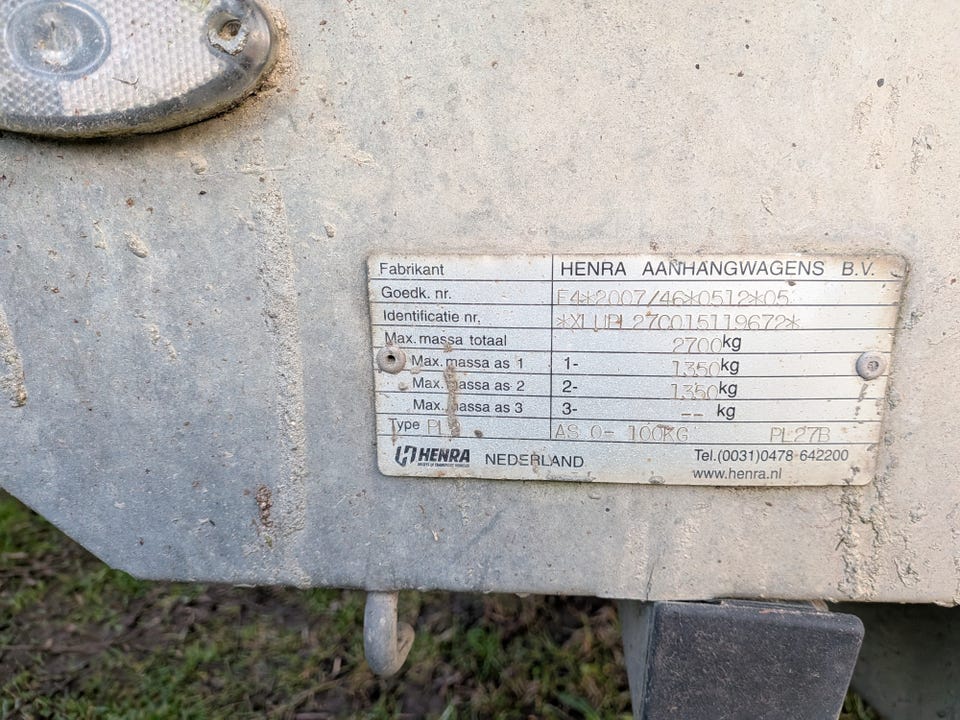 Fabrikant HENRA AANHANGWAGENS B.V.
Goedk. nr. E4*2007/46*0512*05
Identificatie nr. *XLUPL270015119672*
Max. massa totaal 2700kg
Max. massa as 1 1- 1350kg
Max. massa as 2 2- 1350kg
Max. massa as 3 3- -- kg
Type AS 0- 100KG PL27B
HENRA NEDERLAND Tel.(0031)0478-642200
www.henra.nl